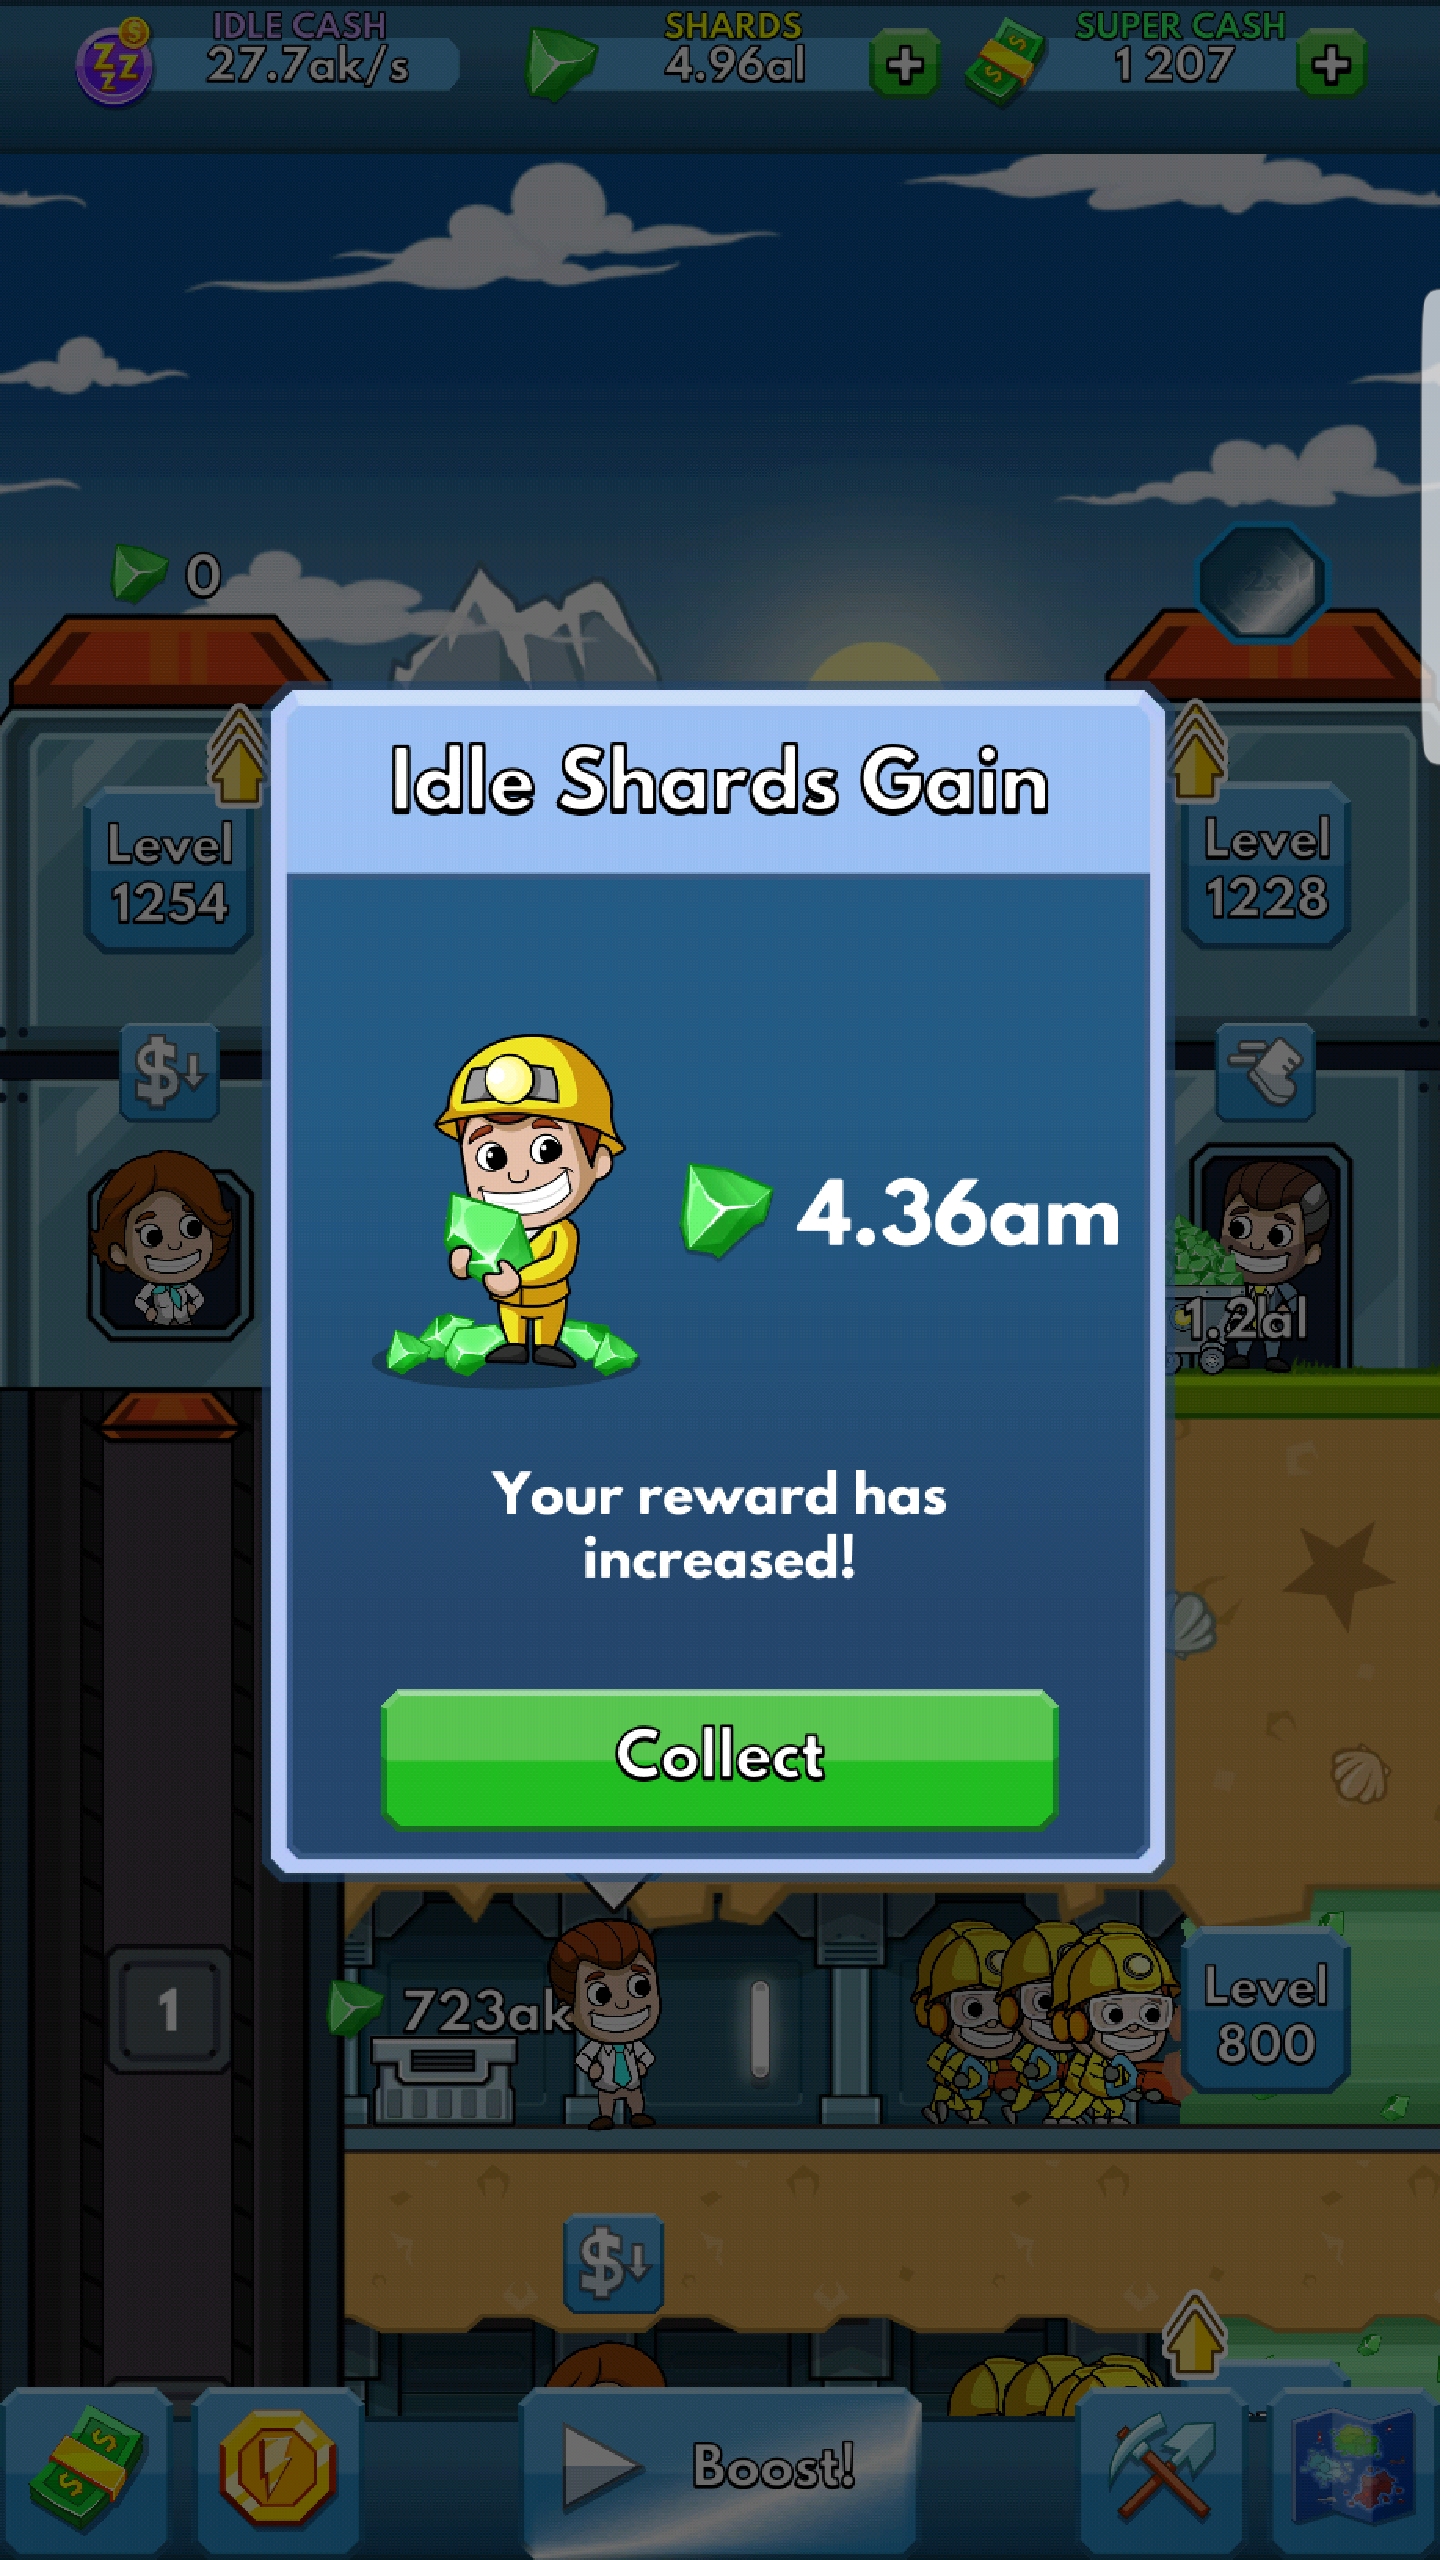 IDLE CASH
27.7ak/s
SHARDS
4.96al
SUPER CASH
1 207
0
2x
Idle Shards Gain
Level
1254
Level
1228
4.36am
1.2al
Your reward has
increased!
Collect
1
723ak
Level
800
Boost!